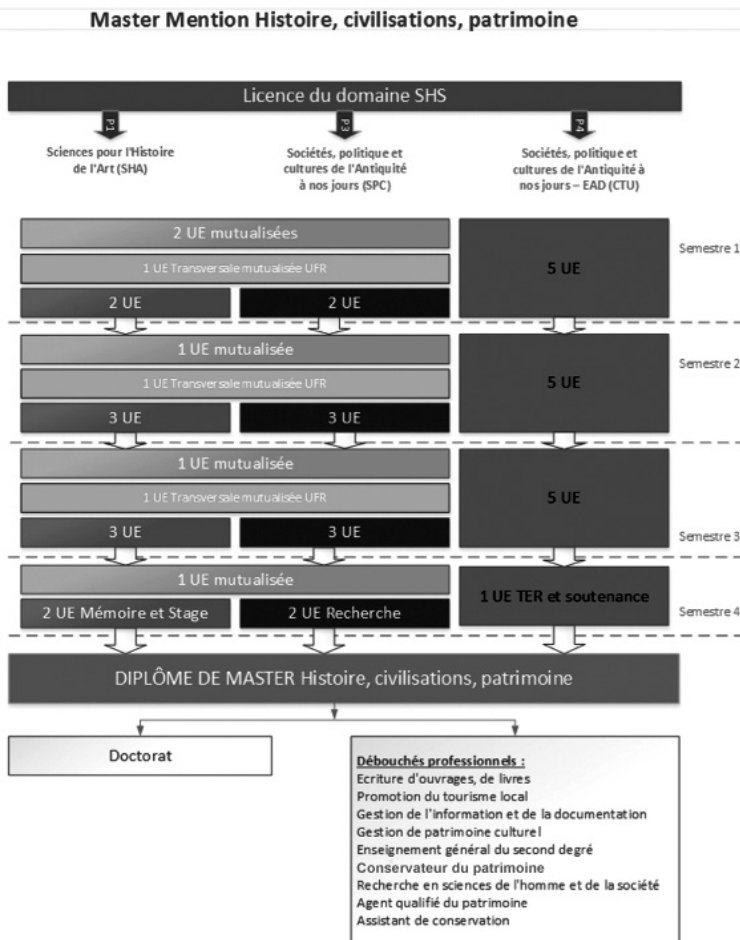 Master Mention Histoire, civilisations, patrimoine
Licence du domaine SHS
P1
P3
P4
Sciences pour l'Histoire
de l'Art (SHA)
Sociétés, politique et
cultures de l'Antiquité
à nos jours (SPC)
Sociétés, politique et
cultures de l'Antiquité à
nos jours – EAD (CTU)
2 UE mutualisées
1 UE Transversale mutualisée UFR
2 UE
2 UE
5 UE
Semestre 1
1 UE mutualisée
1 UE Transversale mutualisée UFR
3 UE
3 UE
5 UE
Semestre 2
1 UE mutualisée
1 UE Transversale mutualisée UFR
3 UE
3 UE
5 UE
Semestre 3
1 UE mutualisée
2 UE Mémoire et Stage
2 UE Recherche
1 UE TER et soutenance
Semestre 4
DIPLÔME DE MASTER Histoire, civilisations, patrimoine
Doctorat
Débouchés professionnels :
Ecriture d'ouvrages, de livres
Promotion du tourisme local
Gestion de l'information et de la documentation
Gestion de patrimoine culturel
Enseignement général du second degré
Conservateur du patrimoine
Recherche en sciences de l'homme et de la société
Agent qualifié du patrimoine
Assistant de conservation